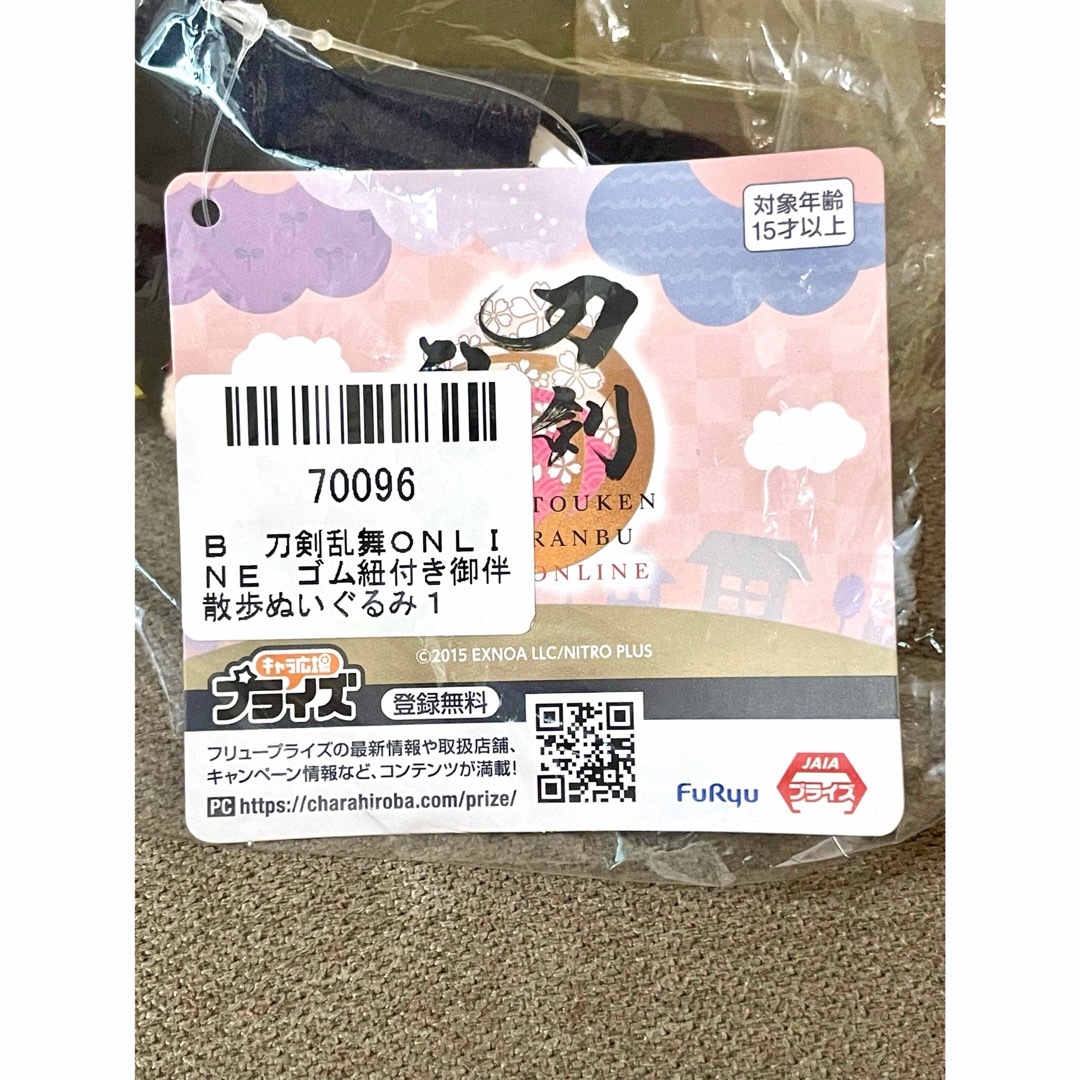 対象年齢
15才以上
刀
剣
TOUKEN
RANBU
ONLINE
70096
B 刀剣乱舞ONLI
NE ゴム紐付き御伴
散歩ぬいぐるみ1
©2015 EXNOA LLC/NITRO PLUS
キャラ広場
プライズ
登録無料
フリュープライズの最新情報や取扱店舗、
キャンペーン情報など、コンテンツが満載!
PC https://charahiroba.com/prize/
FuRyu
JAIA
プライズ